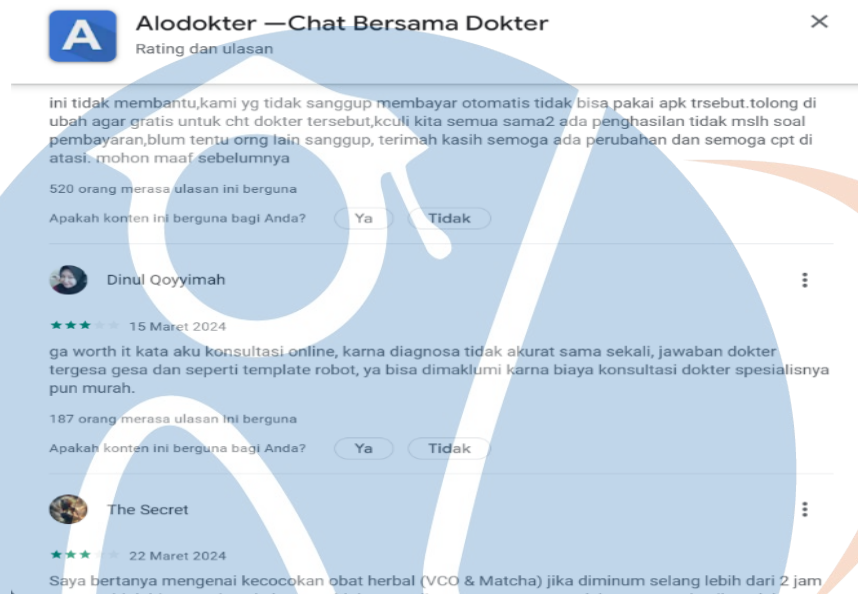 Alodokter —Chat Bersama Dokter
Rating dan ulasan
ini tidak membantu,kami yg tidak sanggup membayar otomatis tidak bisa pakai apk trsebut.tolong di
ubah agar gratis untuk cht dokter tersebut,kculi kita semua sama2 ada penghasilan tidak mslh soal
pembayaran,blum tentu orng lain sanggup, terimah kasih semoga ada perubahan dan semoga cpt di
atasi. mohon maaf sebelumnya
520 orang merasa ulasan ini berguna
Apakah konten ini berguna bagi Anda? Ya Tidak
Dinul Qoyyimah
15 Maret 2024
ga worth it kata aku konsultasi online, karna diagnosa tidak akurat sama sekali, jawaban dokter
tergesa gesa dan seperti template robot, ya bisa dimaklumi karna biaya konsultasi dokter spesialisnya
pun murah.
187 orang merasa ulasan ini berguna
Apakah konten ini berguna bagi Anda? Ya Tidak
The Secret
22 Maret 2024
Saya bertanya mengenai kecocokan obat herbal (VCO & Matcha) jika diminum selang lebih dari 2 jam